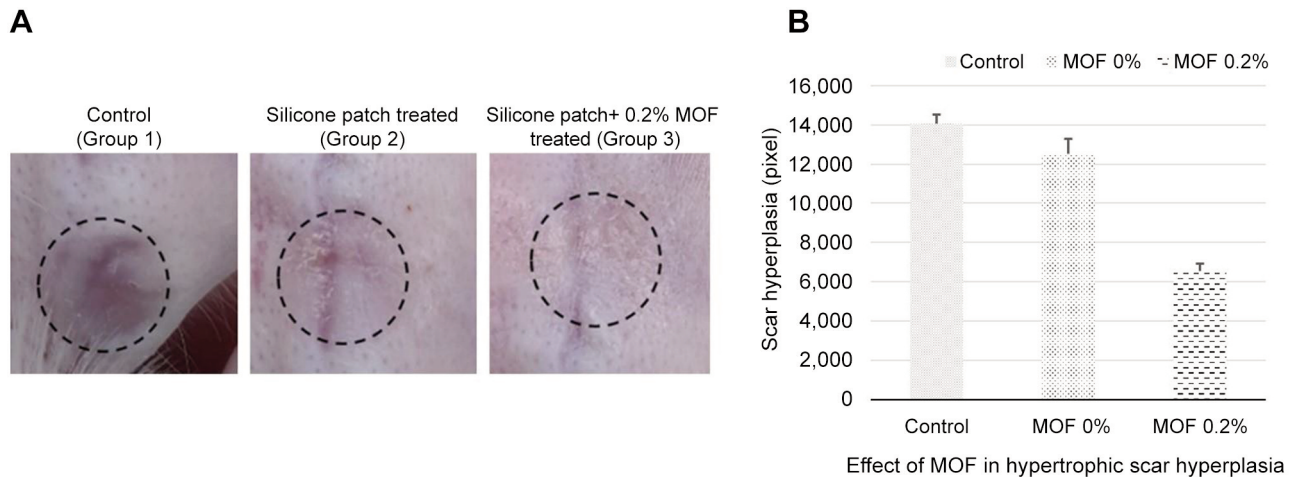 A
Control
(Group 1)
Silicone patch treated
(Group 2)
Silicone patch+ 0.2% MOF
treated (Group 3)
B
Control
MOF 0%
MOF 0.2%
Scar hyperplasia (pixel)
16,000
14,000
12,000
10,000
8,000
6,000
4,000
2,000
0
Control
MOF 0%
MOF 0.2%
Effect of MOF in hypertrophic scar hyperplasia